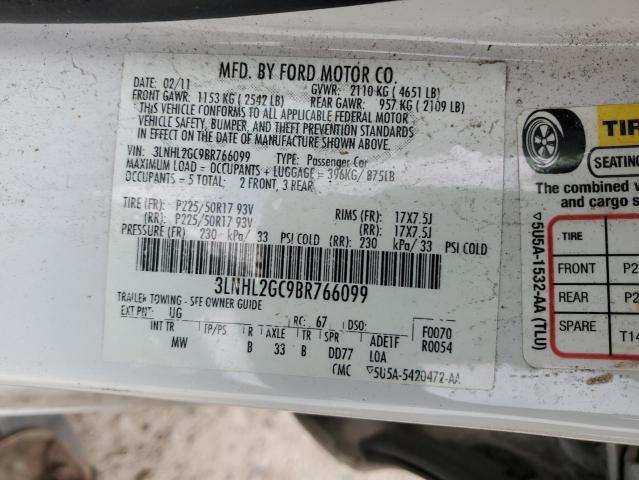 MFD. BY FORD MOTOR CO.
DATE: 02/11 GVWR: 2110 KG ( 4651 LB)
FRONT GAWR: 1153 KG ( 2542 LB) REAR GAWR: 957 KG ( 2109 LB)
THIS VEHICLE CONFORMS TO ALL APPLICABLE FEDERAL MOTOR
VEHICLE SAFETY, BUMPER, AND THEFT PREVENTION STANDARDS
IN EFFECT ON THE DATE OF MANUFACTURE SHOWN ABOVE.
VIN: 3LNHL2GC9BR766099 TYPE: Passenger Car
MAXIMUM LOAD = OCCUPANTS + LUGGAGE = 396KG/ 875LB
OCCUPANTS = 5 TOTAL: 2 FRONT, 3 REAR
TIRE (FR): P225/50R17 93V RIMS (FR): 17X7.5J
(RR): P225/50R17 93V (RR): 17X7.5J
PRESSURE (FR): 230 kPa/ 33 PSI COLD (RR): 230 kPa/ 33 PSI COLD
3LNHL2GC9BR766099
TRAILER TOWING - SEE OWNER GUIDE
EXT PNT: UG RC: 67 DSO: F0070
INT TR TP/PS R AXLE TR SPR ADETF R0054
MW B 33 B DD77 LOA
CMC 5U5A-5420472-AA
TIR
SEATING
The combined
and cargo s
TIRE
FRONT P2
REAR P2
SPARE T14
5U5A-1532-AA (TLU)